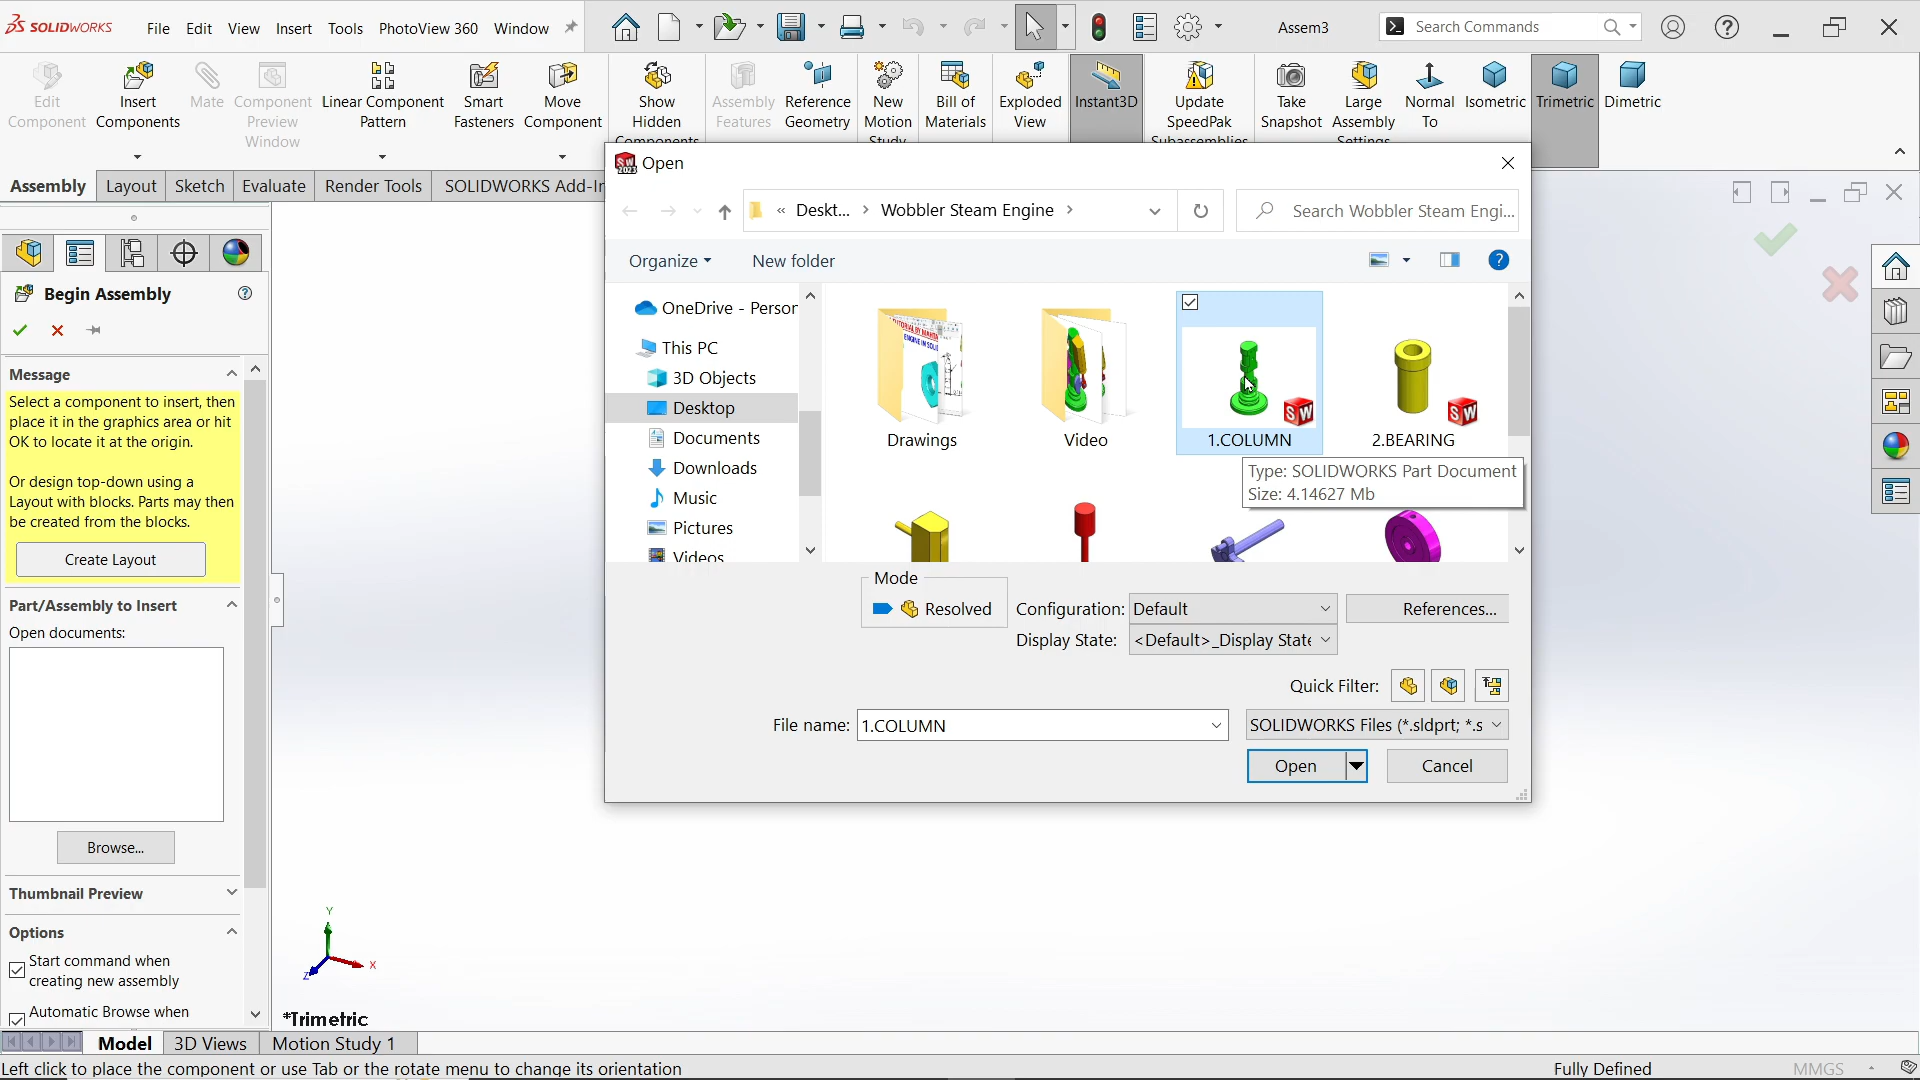 SOLIDWORKS File Edit View Insert Tools PhotoView 360 Window
Assem3
Search Commands
Edit Component
Insert Components
Mate
Component Preview Window
Linear Component Pattern
Smart Fasteners
Move Component
Show Hidden Components
Assembly Features
Reference Geometry
New Motion Study
Bill of Materials
Exploded View
Instant3D
Update SpeedPak Subassemblies
Take Snapshot
Large Assembly Settings
Normal To
Isometric
Trimetric
Dimetric
Assembly Layout Sketch Evaluate Render Tools SOLIDWORKS Add-In
Begin Assembly
Message
Select a component to insert, then
place it in the graphics area or hit
OK to locate it at the origin.
Or design top-down using a
Layout with blocks. Parts may then
be created from the blocks.
Create Layout
Part/Assembly to Insert
Open documents:
Browse...
Thumbnail Preview
Options
Start command when
creating new assembly
Automatic Browse when
SW 2023 Open
« Deskt... > Wobbler Steam Engine >
Search Wobbler Steam Engi...
Organize New folder
OneDrive - Person
This PC
3D Objects
Desktop
Documents
Downloads
Music
Pictures
Videos
Drawings
Video
SW
1.COLUMN
SW
2.BEARING
Type: SOLIDWORKS Part Document
Size: 4.14627 Mb
Mode
Resolved
Configuration: Default
References...
Display State: <Default>_Display State
Quick Filter:
File name: 1.COLUMN
SOLIDWORKS Files (*.sldprt; *.s
Open Cancel
Y
X
Z
*Trimetric
Model 3D Views Motion Study 1
Left click to place the component or use Tab or the rotate menu to change its orientation
Fully Defined
MMGS